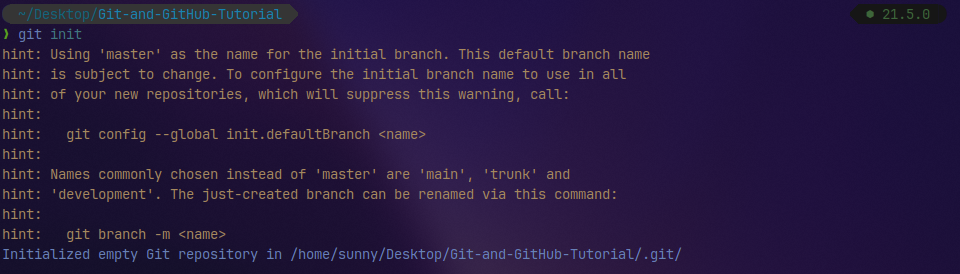 ~/Desktop/Git-and-GitHub-Tutorial 21.5.0
❯ git init
hint: Using 'master' as the name for the initial branch. This default branch name
hint: is subject to change. To configure the initial branch name to use in all
hint: of your new repositories, which will suppress this warning, call:
hint:
hint:   git config --global init.defaultBranch <name>
hint:
hint: Names commonly chosen instead of 'master' are 'main', 'trunk' and
hint: 'development'. The just-created branch can be renamed via this command:
hint:
hint:   git branch -m <name>
Initialized empty Git repository in /home/sunny/Desktop/Git-and-GitHub-Tutorial/.git/